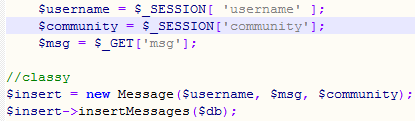 $username = $_SESSION[ 'username' ];
$community = $_SESSION['community'];
$msg = $_GET['msg'];
//classy
$insert = new Message($username, $msg, $community);
$insert->insertMessages($db);